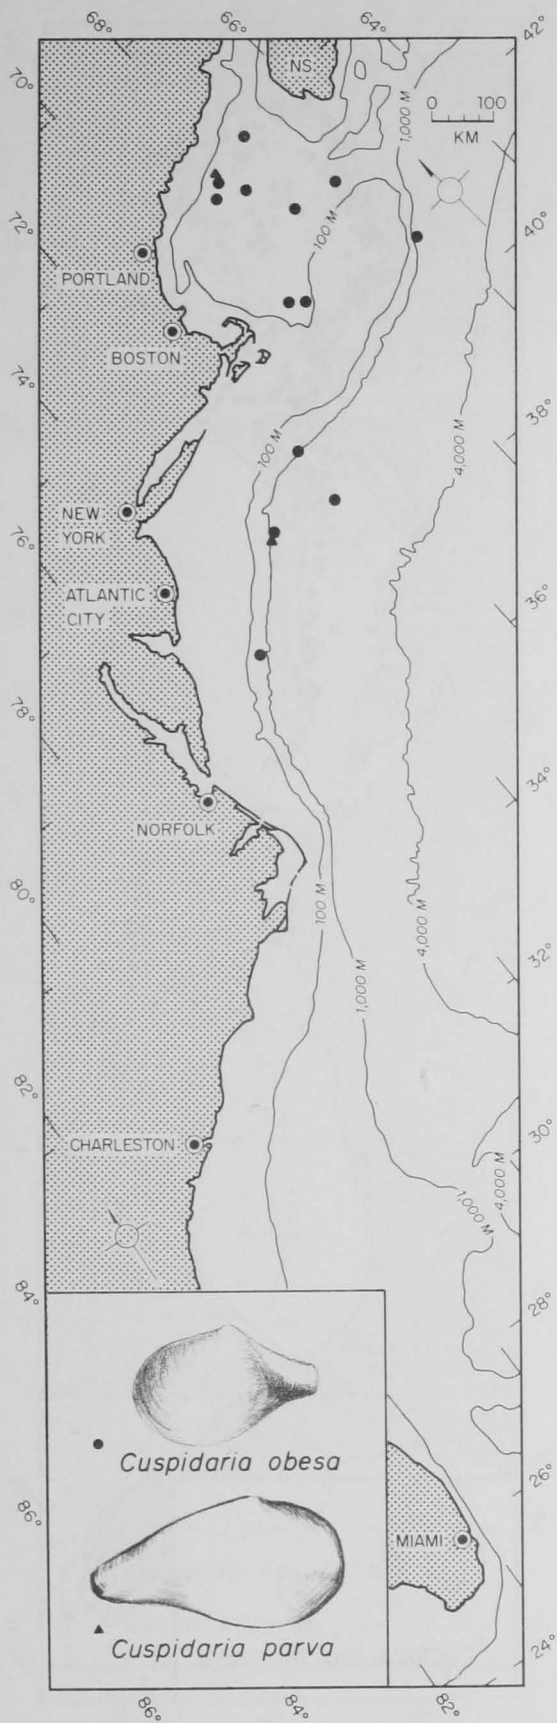 68°
66°
64°
42°
70°
NS
0 100
KM
1,000 M
72°
40°
100 M
PORTLAND
BOSTON
74°
38°
100 M
4,000 M
NEW
YORK
76°
36°
ATLANTIC
CITY
78°
34°
NORFOLK
80°
100 M
4,000 M
32°
1,000 M
82°
30°
CHARLESTON
4,000 M
1,000 M
84°
28°
Cuspidaria obesa
26°
86°
MIAMI
Cuspidaria parva
24°
86°
84°
82°